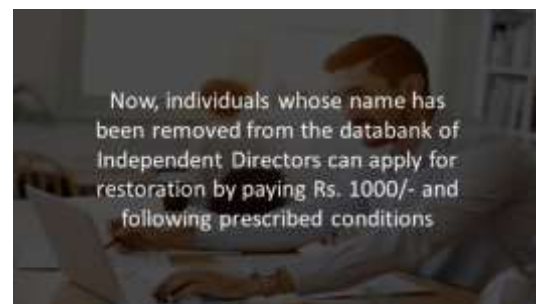 Now, individuals whose name has
been removed from the databank of
Independent Directors can apply for
restoration by paying Rs. 1000/- and
following prescribed conditions